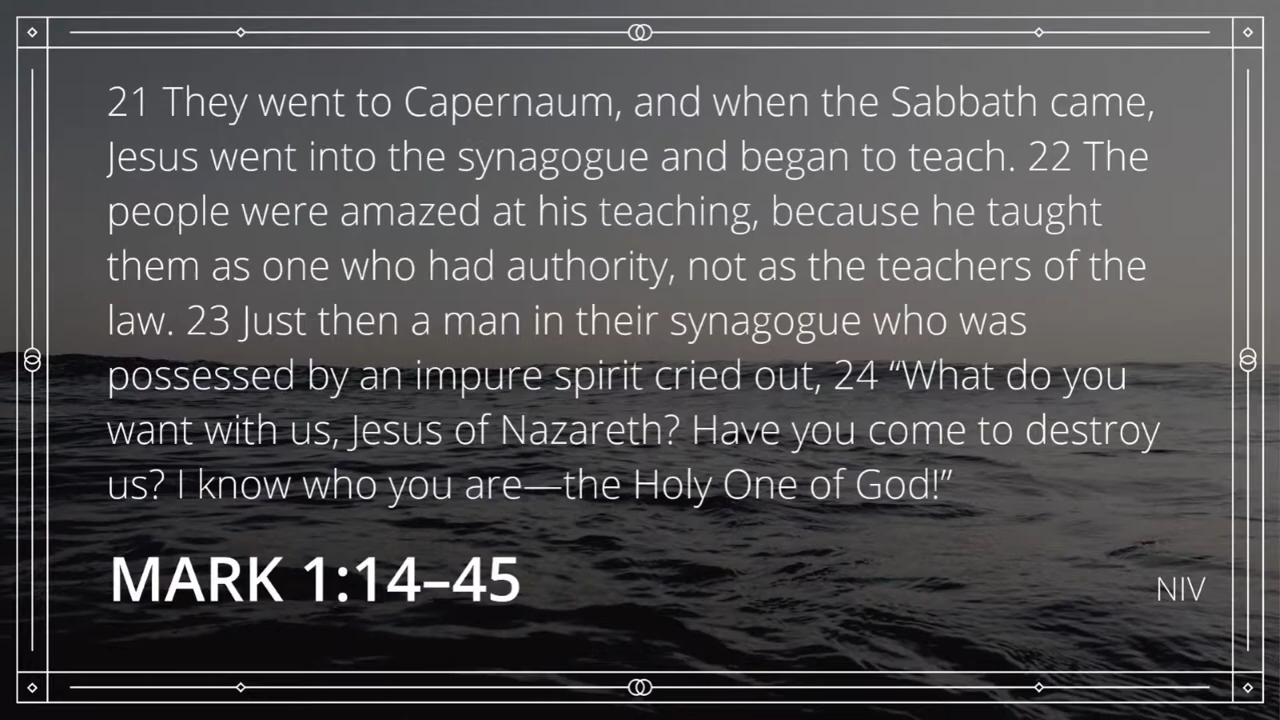 21 They went to Capernaum, and when the Sabbath came,
Jesus went into the synagogue and began to teach. 22 The
people were amazed at his teaching, because he taught
them as one who had authority, not as the teachers of the
law. 23 Just then a man in their synagogue who was
possessed by an impure spirit cried out, 24 “What do you
want with us, Jesus of Nazareth? Have you come to destroy
us? I know who you are—the Holy One of God!”
MARK 1:14–45
NIV